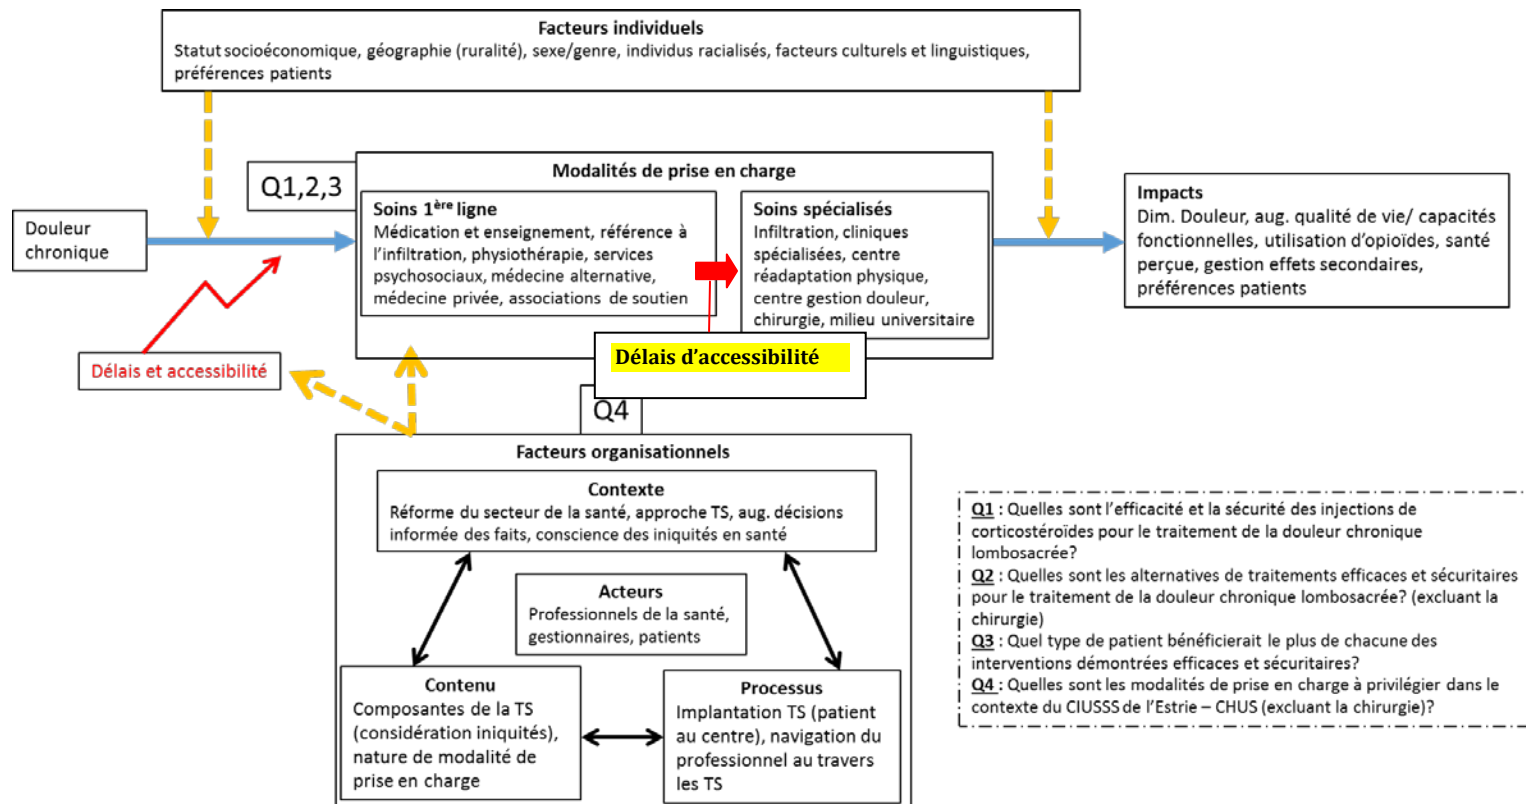 Facteurs individuels
Statut socioéconomique, géographie (ruralité), sexe/genre, individus racialisés, facteurs culturels et linguistiques,
préférences patients
Q1,2,3
Modalités de prise en charge
Douleur
chronique
Soins 1ère ligne
Médication et enseignement, référence à
l'infiltration, physiothérapie, services
psychosociaux, médecine alternative,
médecine privée, associations de soutien
Soins spécialisés
Infiltration, cliniques
spécialisées, centre
réadaptation physique,
centre gestion douleur,
chirurgie, milieu universitaire
Impacts
Dim. Douleur, aug. qualité de vie/ capacités
fonctionnelles, utilisation d'opioïdes, santé
perçue, gestion effets secondaires,
préférences patients
Délais et accessibilité
Délais d'accessibilité
Q4
Facteurs organisationnels
Contexte
Réforme du secteur de la santé, approche TS, aug. décisions
informée des faits, conscience des iniquités en santé
Acteurs
Professionnels de la santé,
gestionnaires, patients
Contenu
Composantes de la TS
(considération iniquités),
nature de modalité de
prise en charge
Processus
Implantation TS (patient
au centre), navigation du
professionnel au travers
les TS
Q1 : Quelles sont l'efficacité et la sécurité des injections de
corticostéroïdes pour le traitement de la douleur chronique
lombosacrée?
Q2 : Quelles sont les alternatives de traitements efficaces et sécuritaires
pour le traitement de la douleur chronique lombosacrée? (excluant la
chirurgie)
Q3 : Quel type de patient bénéficierait le plus de chacune des
interventions démontrées efficaces et sécuritaires?
Q4 : Quelles sont les modalités de prise en charge à privilégier dans le
contexte du CIUSSS de l'Estrie – CHUS (excluant la chirurgie)?